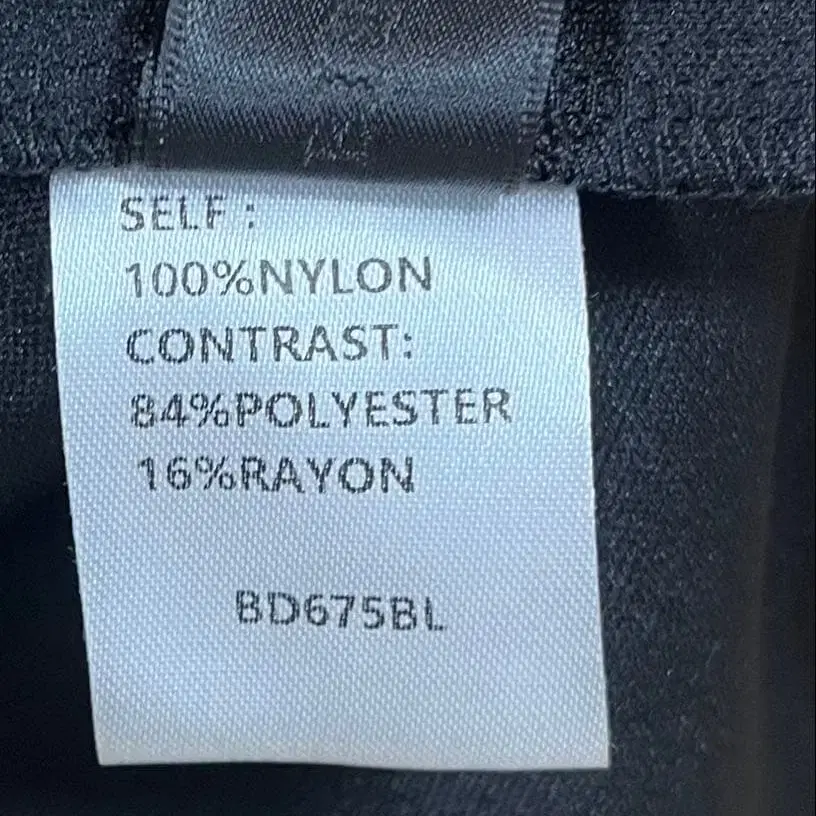 SELF :
100%NYLON
CONTRAST:
84%POLYESTER
16%RAYON
BD675BL